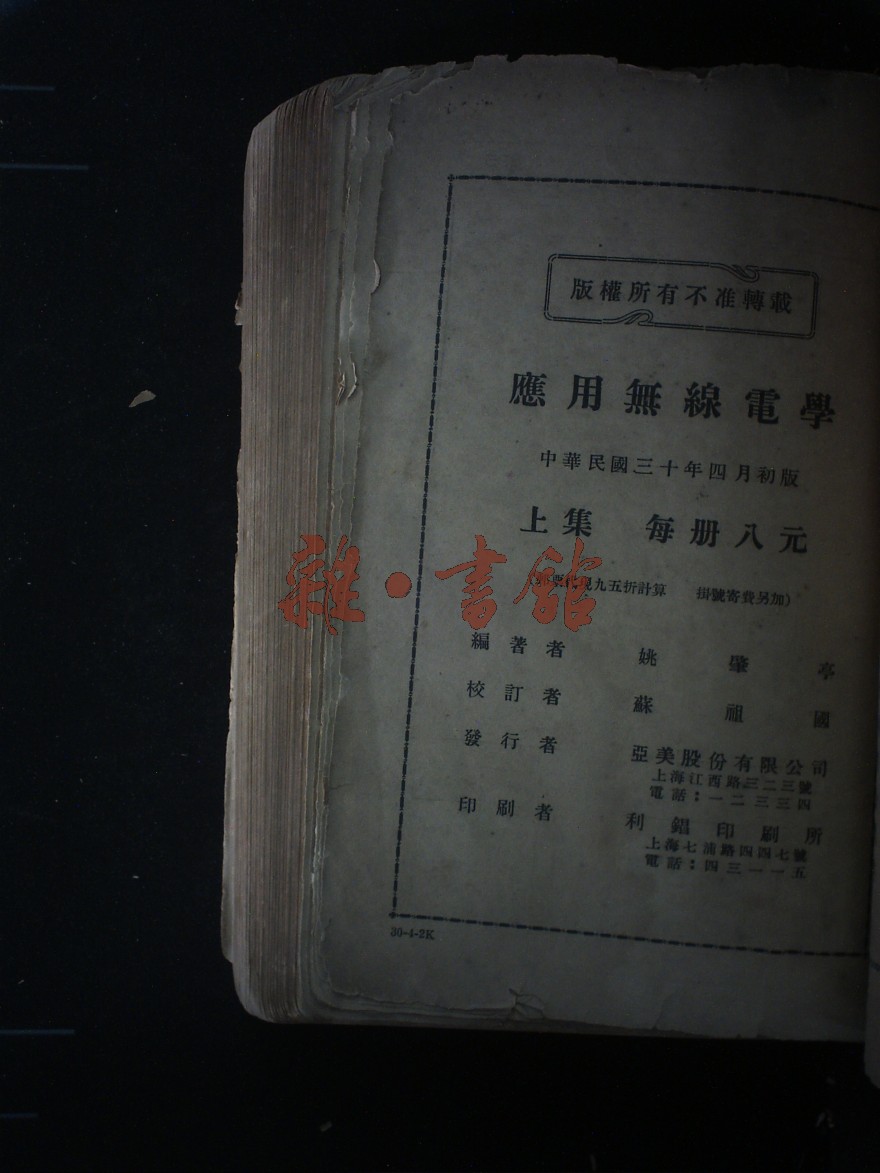 版權所有不准轉載
應用無線電學
中華民國三十年四月初版
上集 每册八元
九五折計算 掛號寄費另加)
雜·書館
編著者 姚肇亭
校訂者 蘇祖國
發行者 亞美股份有限公司
上海江西路三二三號
電話:一二三三四
印刷者 利錩印刷所
上海七浦路四四七號
電話:四三一一五
30-4-2K